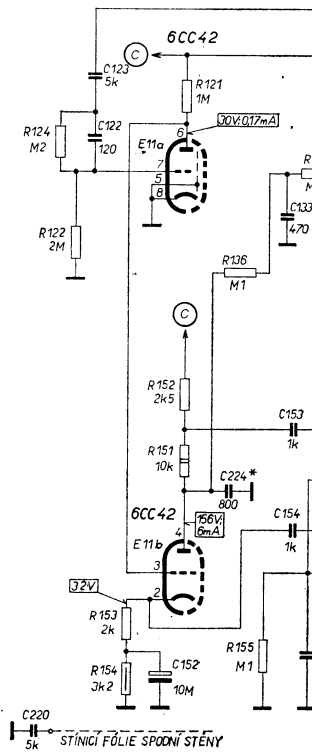 6CC42
C
C123
5k
R121
1M
30V;0,17mA
6
R124
M2
C122
120
E11a
7
5
8
R122
2M
R
M
C133
470
R136
M1
C
R152
2k5
C153
1k
R151
10k
C224*
800
6CC42
156V;
6mA
4
C154
1k
E11b
3
2
32V
R153
2k
R154
3k2
C152
10M
R155
M1
C220
5k
STÍNICÍ FÓLIE SPODNÍ STĚNY